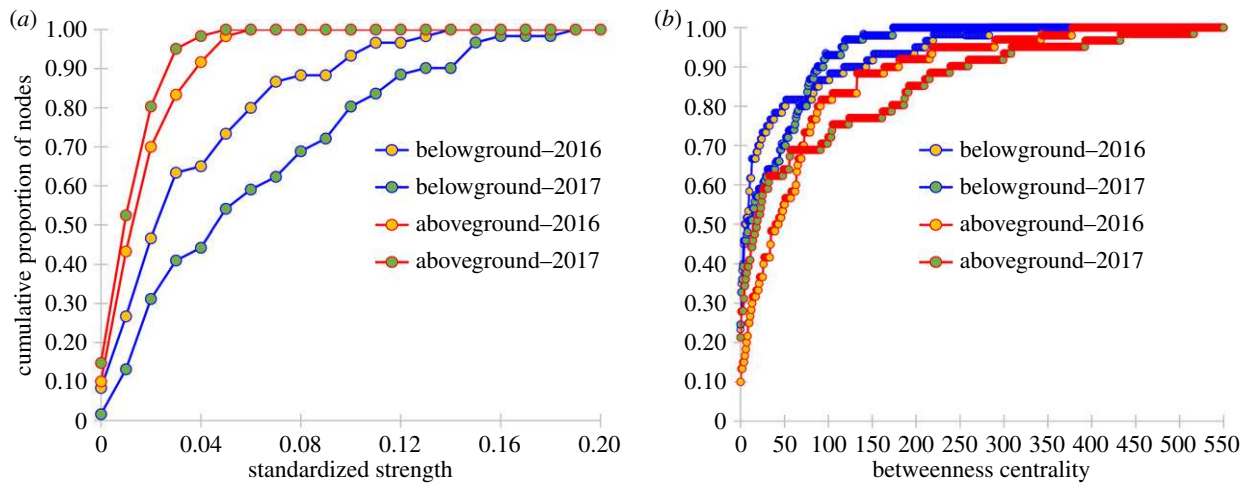 (a)
cumulative proportion of nodes
1.00
0.90
0.80
0.70
0.60
0.50
0.40
0.30
0.20
0.10
0
0 0.04 0.08 0.12 0.16 0.20
standardized strength
belowground–2016
belowground–2017
aboveground–2016
aboveground–2017
(b)
1.00
0.90
0.80
0.70
0.60
0.50
0.40
0.30
0.20
0.10
0
0 50 100 150 200 250 300 350 400 450 500 550
betweenness centrality
belowground–2016
belowground–2017
aboveground–2016
aboveground–2017